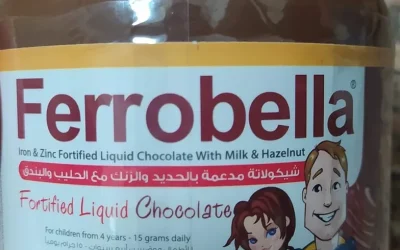 Ferrobella®
Iron & Zinc Fortified Liquid Chocolate With Milk & Hazelnut
شيكولاتة مدعمة بالحديد والزنك مع الحليب والبندق
Fortified Liquid Chocolate
For children from 4 years - 15 grams daily